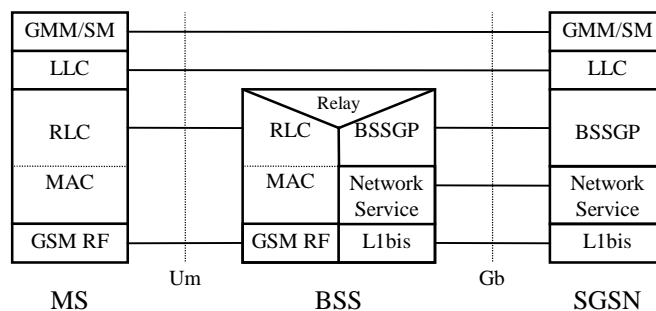 GMM/SM
GMM/SM
LLC
LLC
Relay
RLC
RLC
BSSGP
BSSGP
MAC
MAC
Network
Service
Network
Service
GSM RF
GSM RF
L1bis
L1bis
Um
Gb
MS
BSS
SGSN